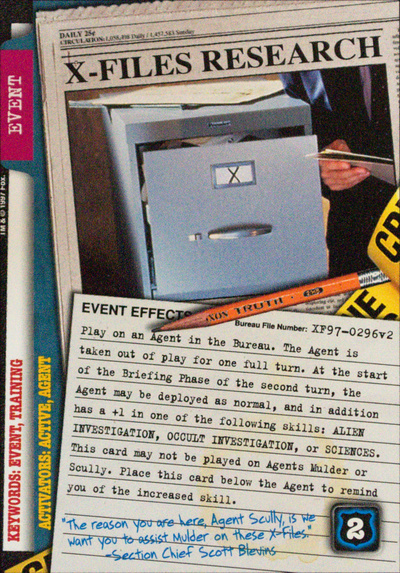 DAILY 25¢
CIRCULATION: 1,058,498 Daily / 1,457,583 Sunday
X-FILES RESEARCH
EVENT
TM & © 1997 FOX.
X
EVENT EFFECTS
TRUTH
Bureau File Number: XF97-0296v2
Play on an Agent in the Bureau. The Agent is
taken out of play for one full turn. At the start
of the Briefing Phase of the second turn, the
Agent may be deployed as normal, and in addition
has a +1 in one of the following skills: ALIEN
INVESTIGATION, OCCULT INVESTIGATION, or SCIENCES.
This card may not be played on Agents Mulder or
Scully. Place this card below the Agent to remind
you of the increased skill.
KEYWORDS: EVENT, TRAINING
ACTIVATORS: ACTIVE, AGENT
"The reason you are here, Agent Scully, is we
want you to assist Mulder on these X-Files."
-Section Chief Scott Blevins
2